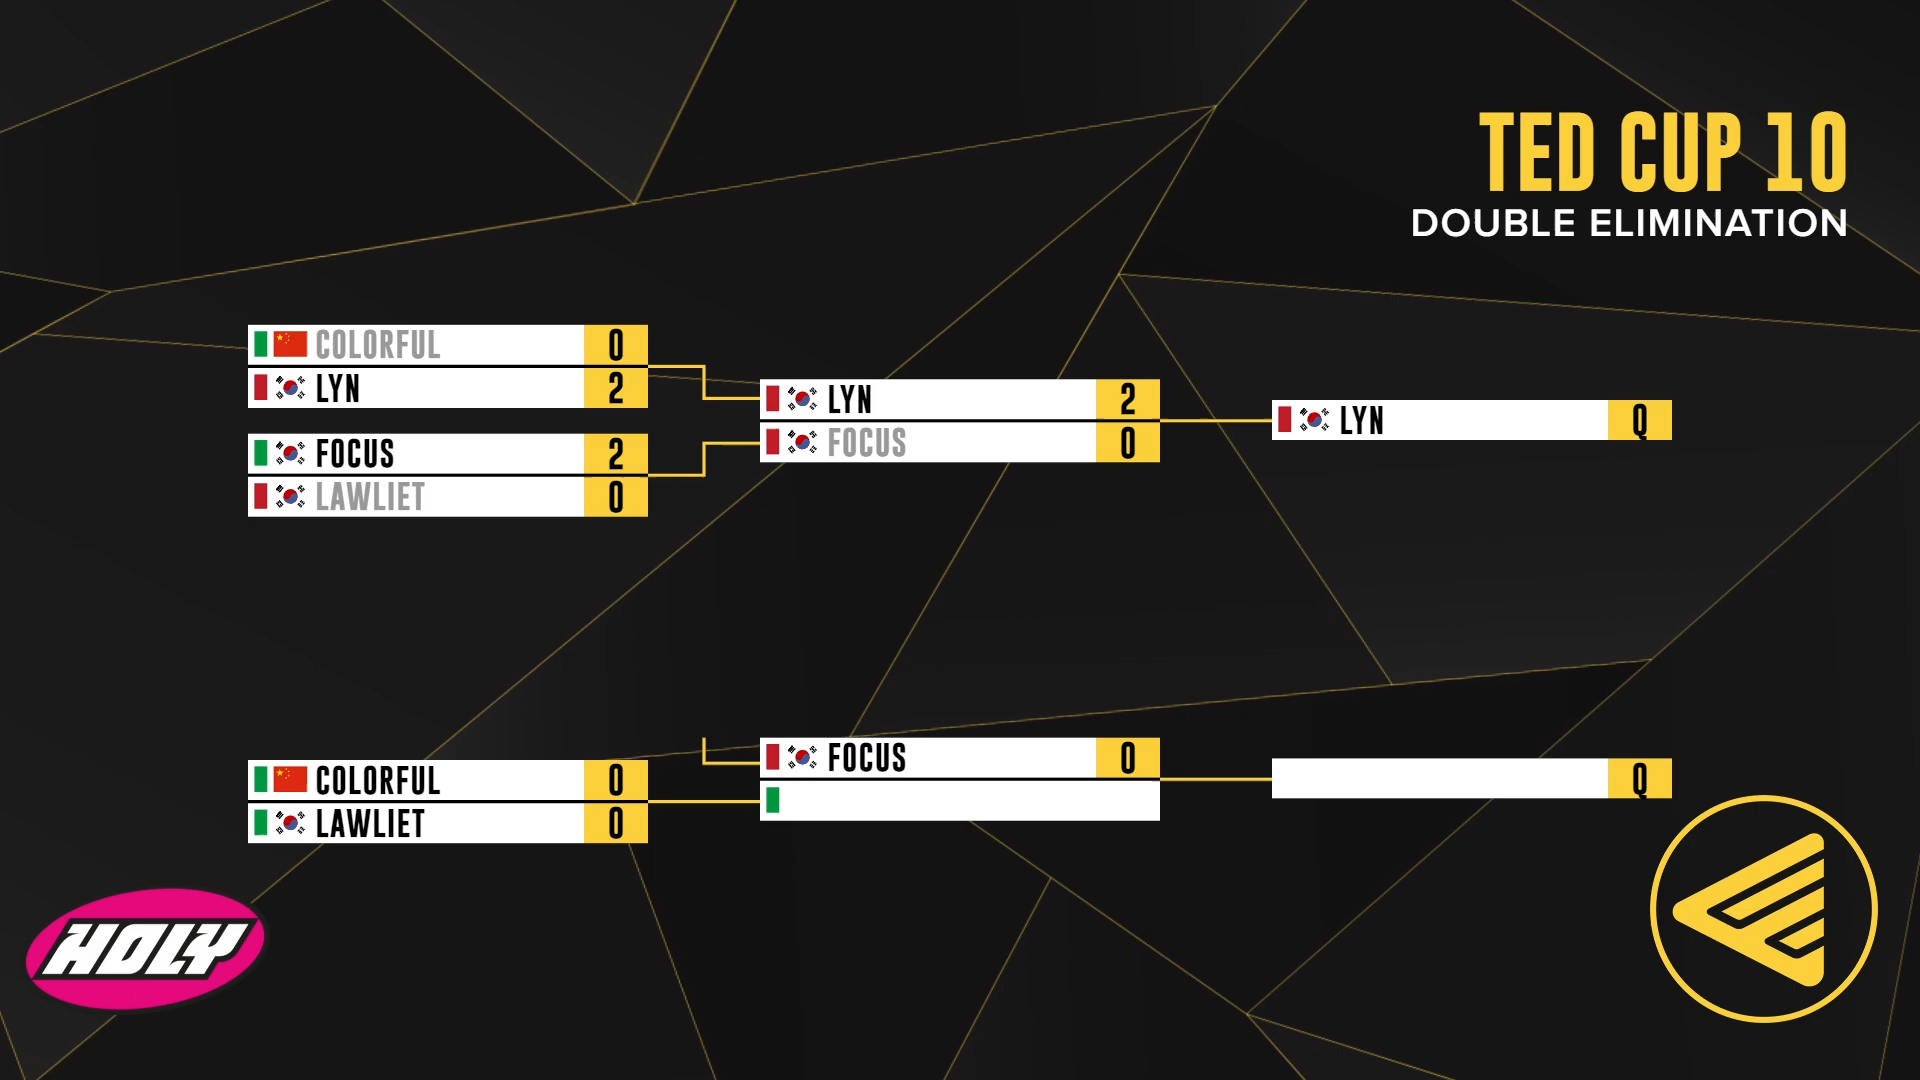 TED CUP 10
DOUBLE ELIMINATION
COLORFUL 0
LYN 2
FOCUS 2
LAWLIET 0
LYN 2
FOCUS 0
LYN Q
COLORFUL 0
LAWLIET 0
FOCUS 0
Q
HOLY